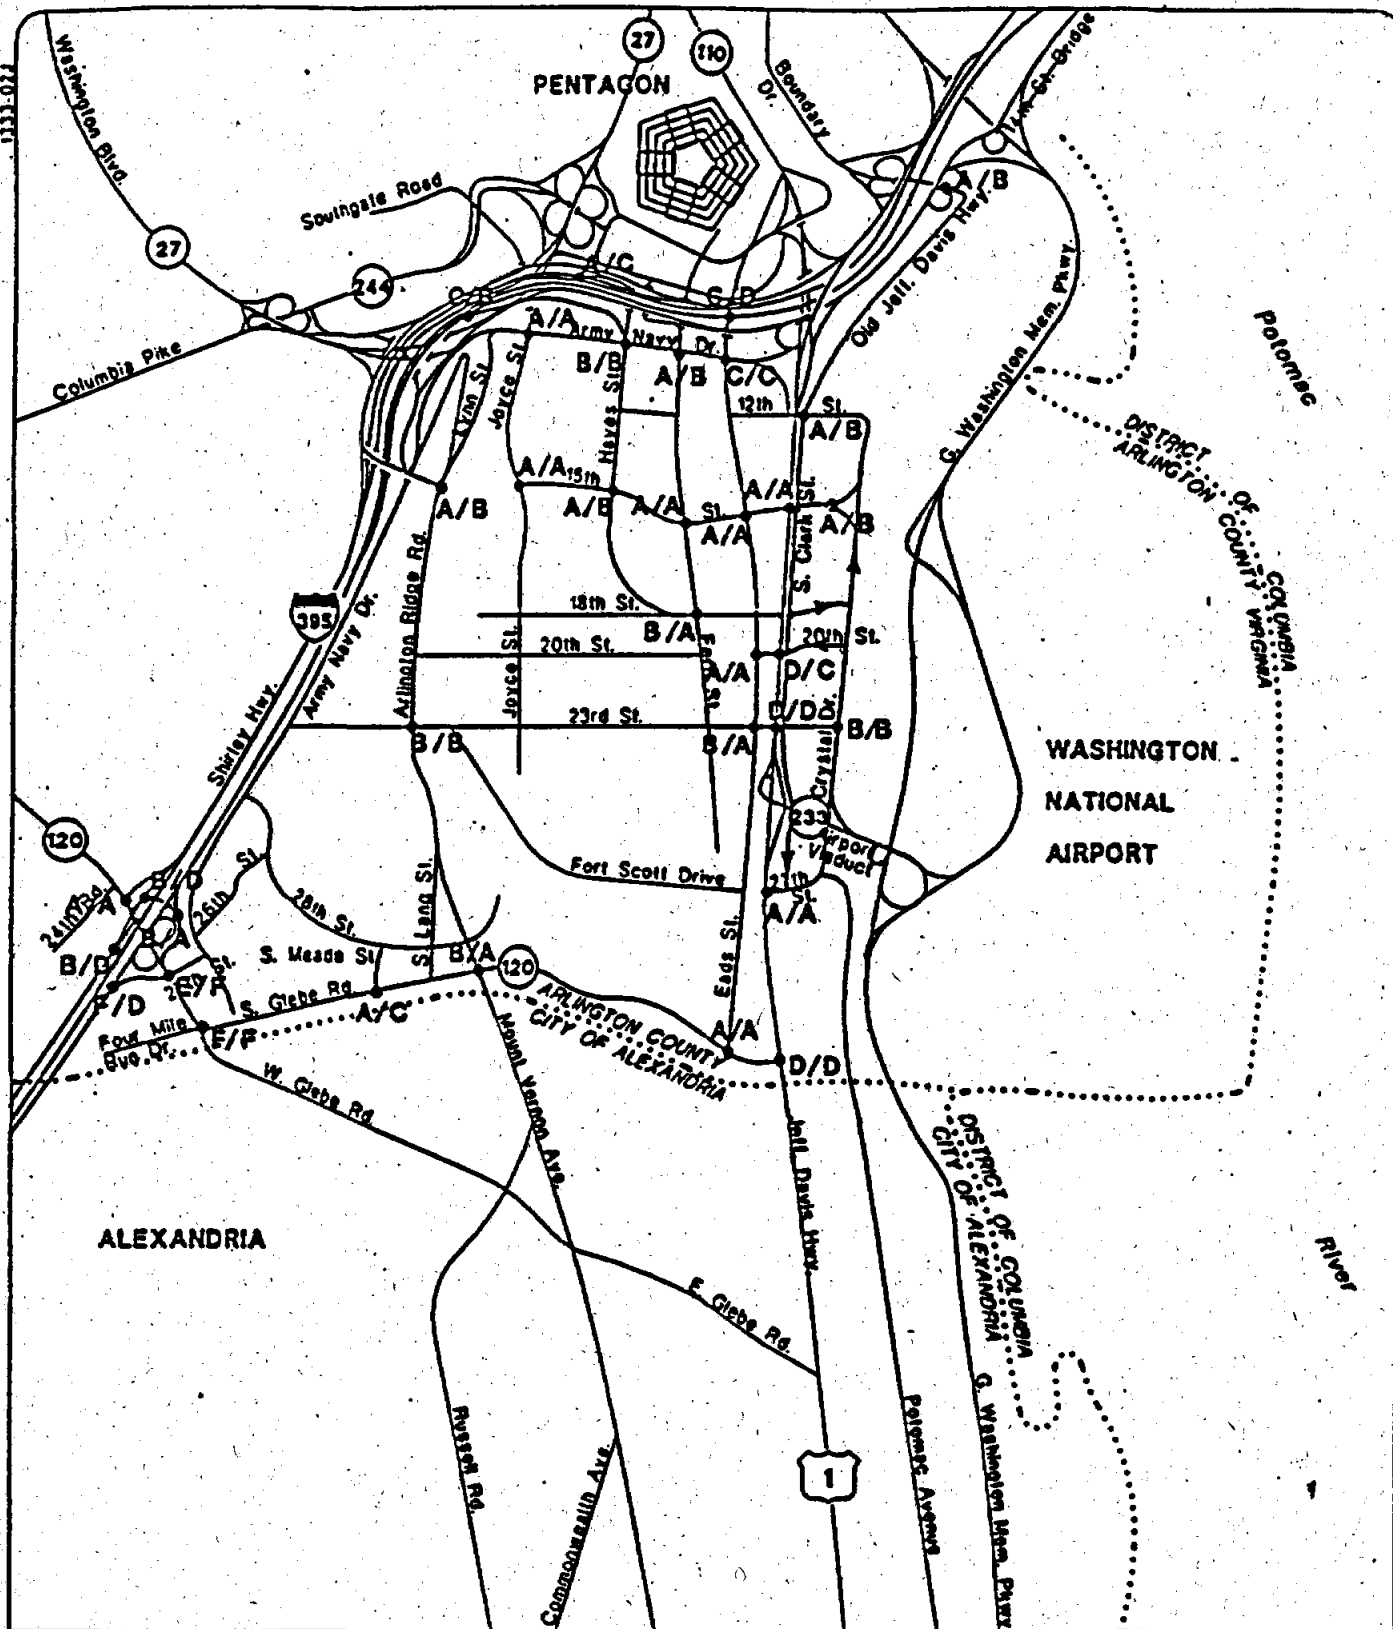 1333-072
27
110
PENTAGON
Boundary
Dr.
14th St. Bridge
Washington Blvd.
Southgate Road
A/B
27
244
A/C
C/B
C/D
Old Jeff. Davis Hwy.
G. Washington Mem. Pkwy.
Potomac
Columbia Pike
A/A
Army Navy Dr.
B/B
A/B
C/C
Lynn St.
Joyce St.
Hayes St.
12th St.
A/B
DISTRICT OF COLUMBIA
ARLINGTON COUNTY VIRGINIA
A/A
15th St.
A/B
A/B
A/A
A/A
A/A
A/B
S. Clark St.
395
Army Navy Dr.
Arlington Ridge Rd.
18th St.
B/A
20th St.
20th St.
Joyce St.
A/A
D/C
23rd St.
B/B
B/A
D/D
B/B
Crystal Dr.
Shirley Hwy.
WASHINGTON
NATIONAL
AIRPORT
120
233
Airport
Viaduct
Fort Scott Drive
27th St.
A/A
24th Rd.
26th St.
28th St.
S. Lang St.
S. Meade St.
B/A
120
Eads St.
S. Glebe Rd.
A/C
Four Mile
Run Dr.
ARLINGTON COUNTY
CITY OF ALEXANDRIA
A/A
D/D
W. Glebe Rd.
Mount Vernon Ave.
Jeff. Davis Hwy.
DISTRICT OF COLUMBIA
CITY OF ALEXANDRIA
ALEXANDRIA
River
E. Glebe Rd.
Russell Rd.
Commonwealth Ave.
1
Potomac Avenue
G. Washington Mem. Pkwy.